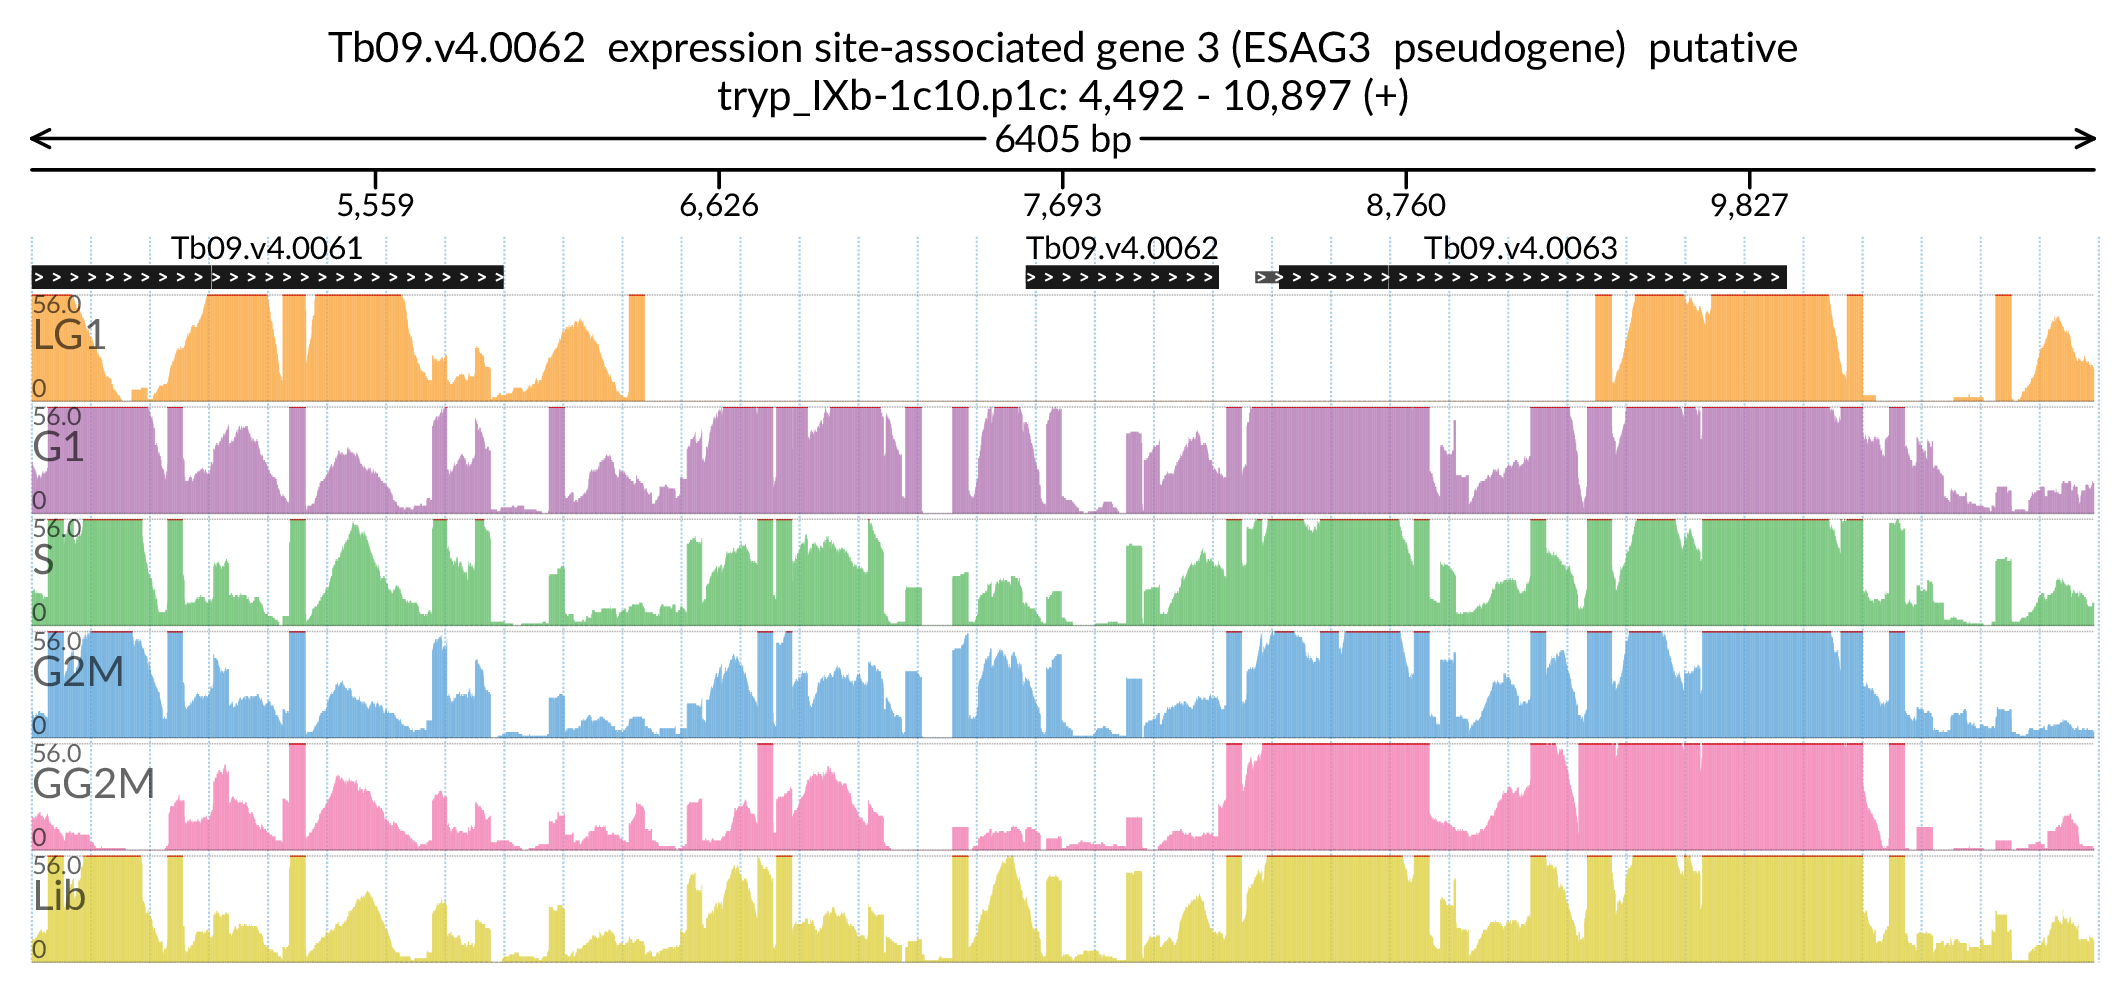 Tb09.v4.0062 expression site-associated gene 3 (ESAG3 pseudogene) putative
tryp_IXb-1c10.p1c: 4,492 - 10,897 (+)
6405 bp
5,559 6,626 7,693 8,760 9,827
Tb09.v4.0061 Tb09.v4.0062 Tb09.v4.0063
56.0
LG1
0
56.0
G1
0
56.0
S
0
56.0
G2M
0
56.0
GG2M
0
56.0
Lib
0